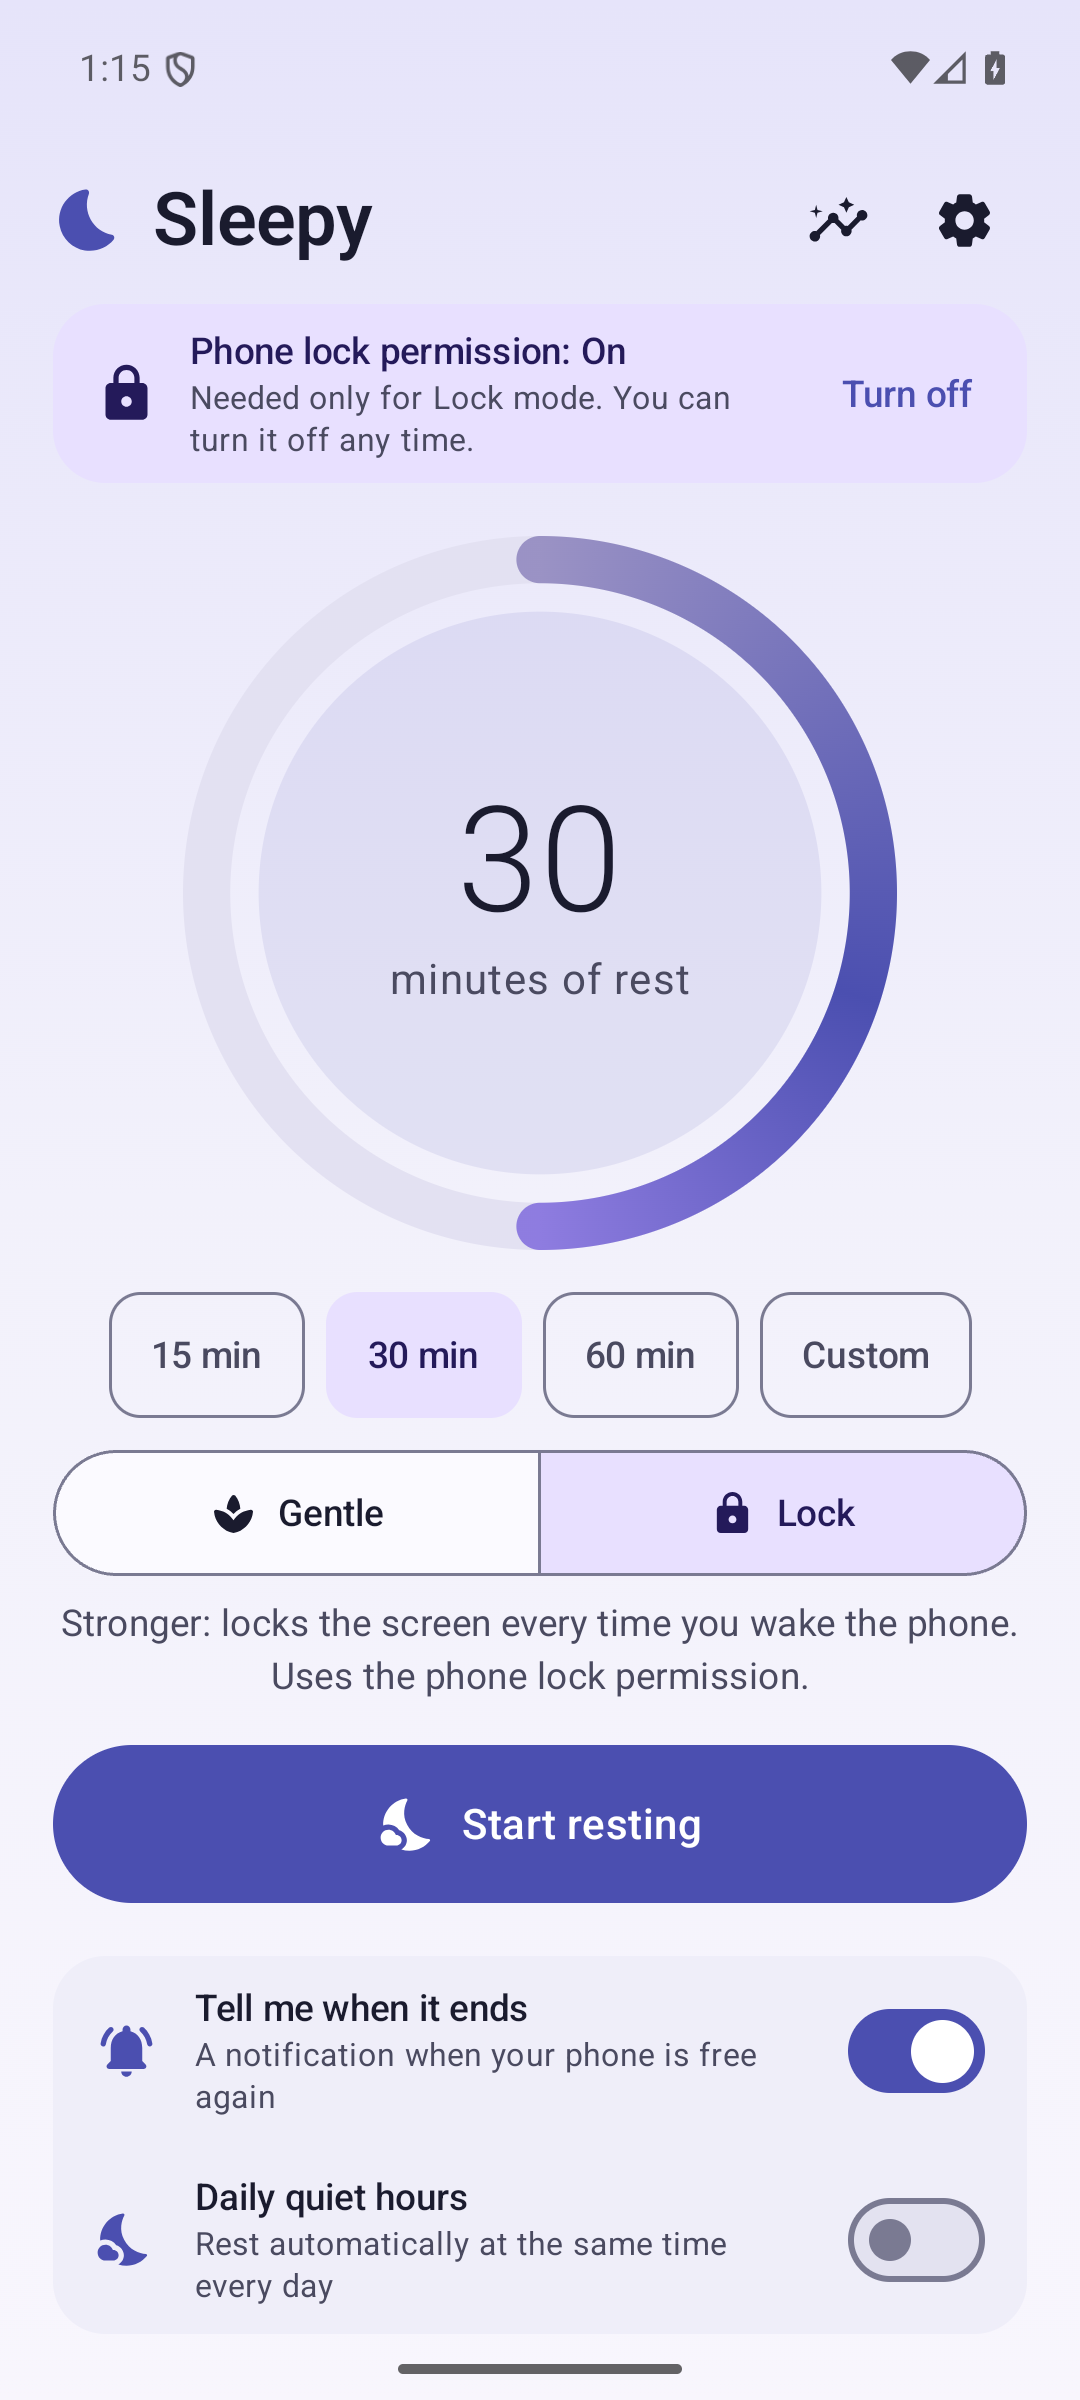 1:15
Sleepy
Phone lock permission: On
Needed only for Lock mode. You can
turn it off any time.
Turn off
30
minutes of rest
15 min
30 min
60 min
Custom
Gentle
Lock
Stronger: locks the screen every time you wake the phone.
Uses the phone lock permission.
Start resting
Tell me when it ends
A notification when your phone is free
again
Daily quiet hours
Rest automatically at the same time
every day